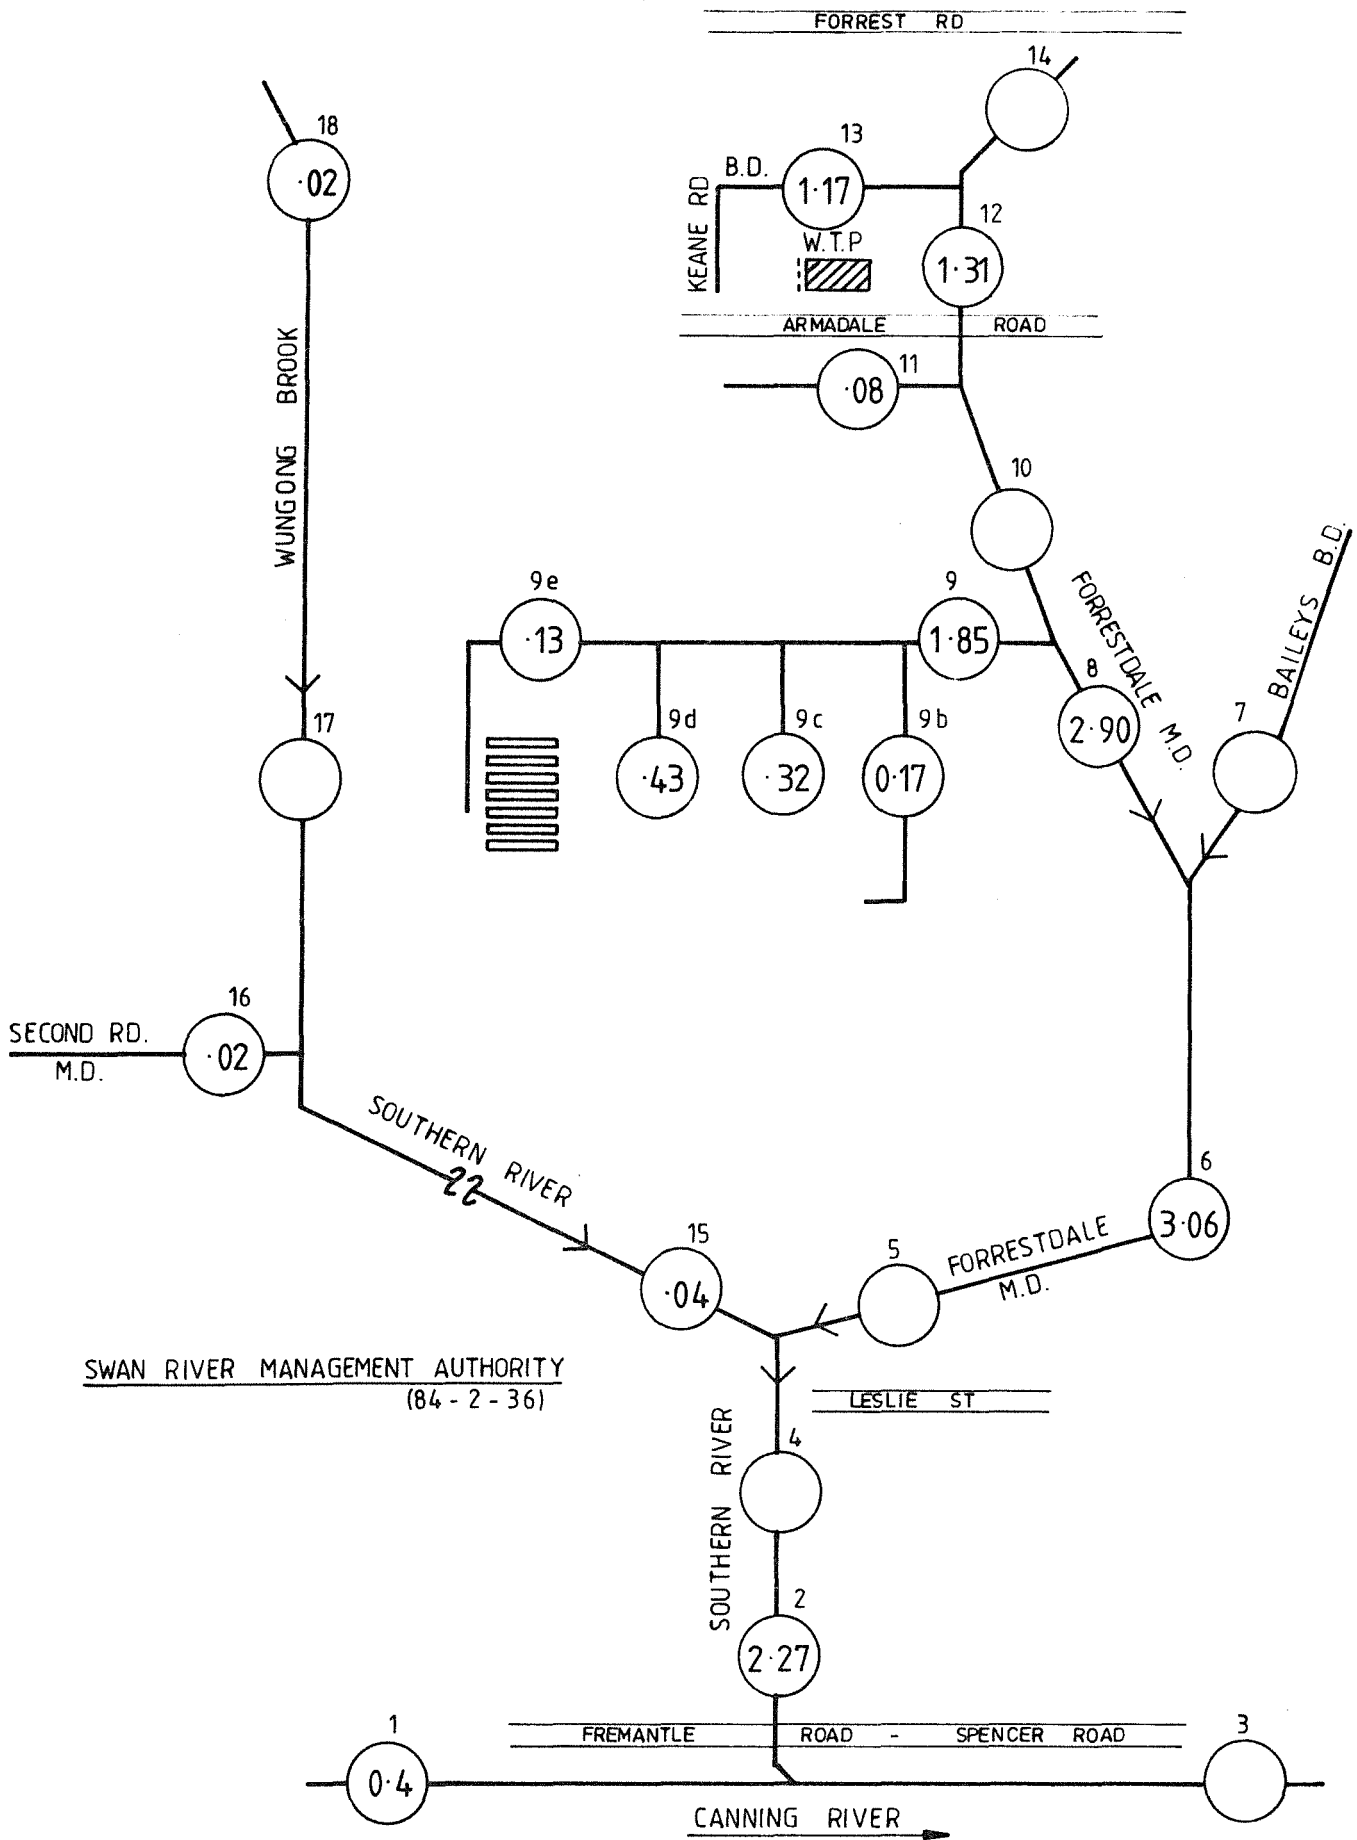 FORREST RD
14
18
·02
13
B.D.
1·17
KEANE RD
W.T.P
12
1·31
ARMADALE ROAD
11
·08
WUNGONG BROOK
10
FORRESTDALE M.D.
BAILEYS B.D.
9e
·13
9
1·85
8
2·90
7
17
9d
·43
9c
·32
9b
0·17
16
SECOND RD.
M.D.
·02
SOUTHERN RIVER
6
3·06
15
·04
5
FORRESTDALE
M.D.
SWAN RIVER MANAGEMENT AUTHORITY
(84-2-36)
LESLIE ST
4
SOUTHERN RIVER
2
2·27
1
0·4
FREMANTLE ROAD - SPENCER ROAD
3
CANNING RIVER